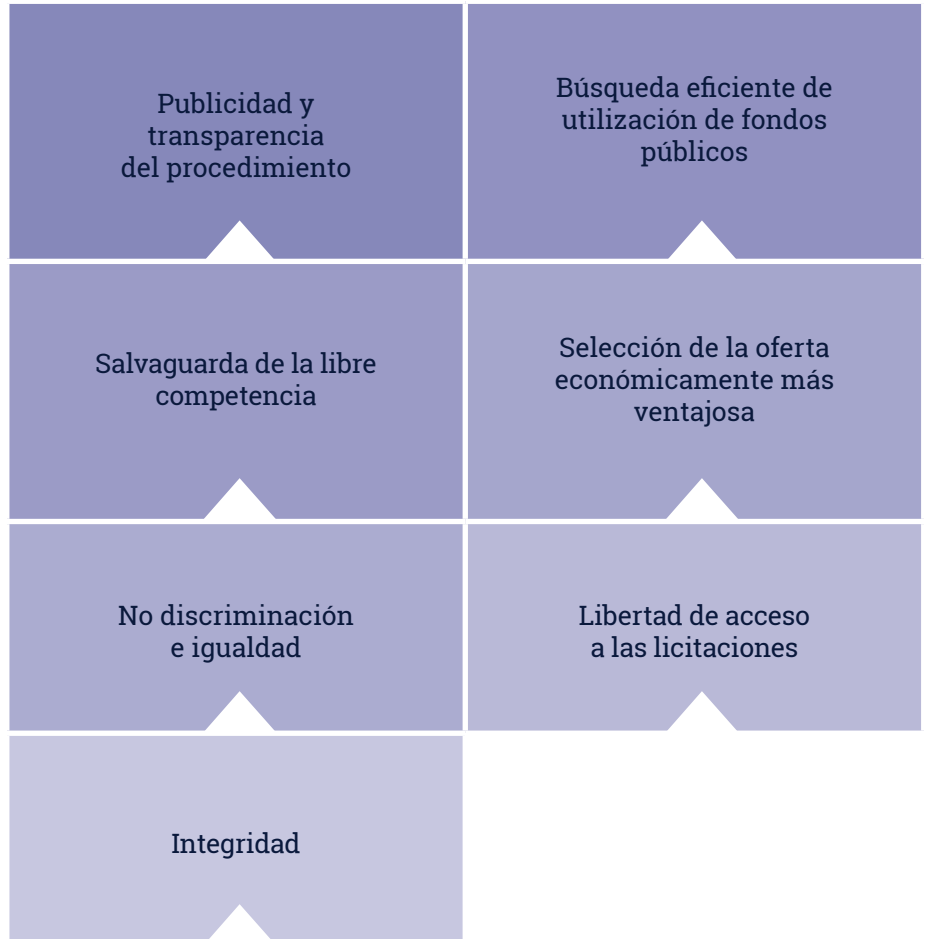 Publicidad y
transparencia
del procedimiento
Búsqueda eficiente de
utilización de fondos
públicos
Salvaguarda de la libre
competencia
Selección de la oferta
económicamente más
ventajosa
No discriminación
e igualdad
Libertad de acceso
a las licitaciones
Integridad